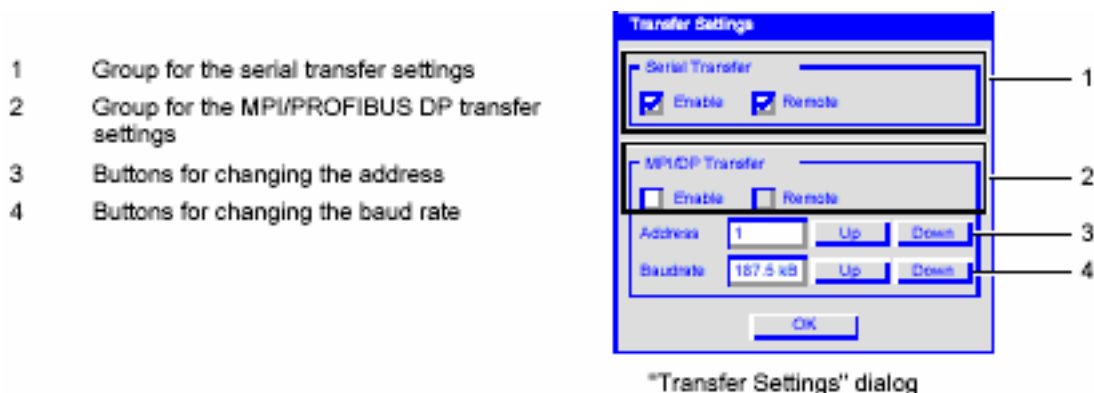 1 Group for the serial transfer settings
2 Group for the MPI/PROFIBUS DP transfer
settings
3 Buttons for changing the address
4 Buttons for changing the baud rate
Transfer Settings
Serial Transfer
Enable Remote
1
MPI/DP Transfer
Enable Remote
2
Address 1 Up Down 3
Baudrate 187.5 kB Up Down 4
OK
"Transfer Settings" dialog